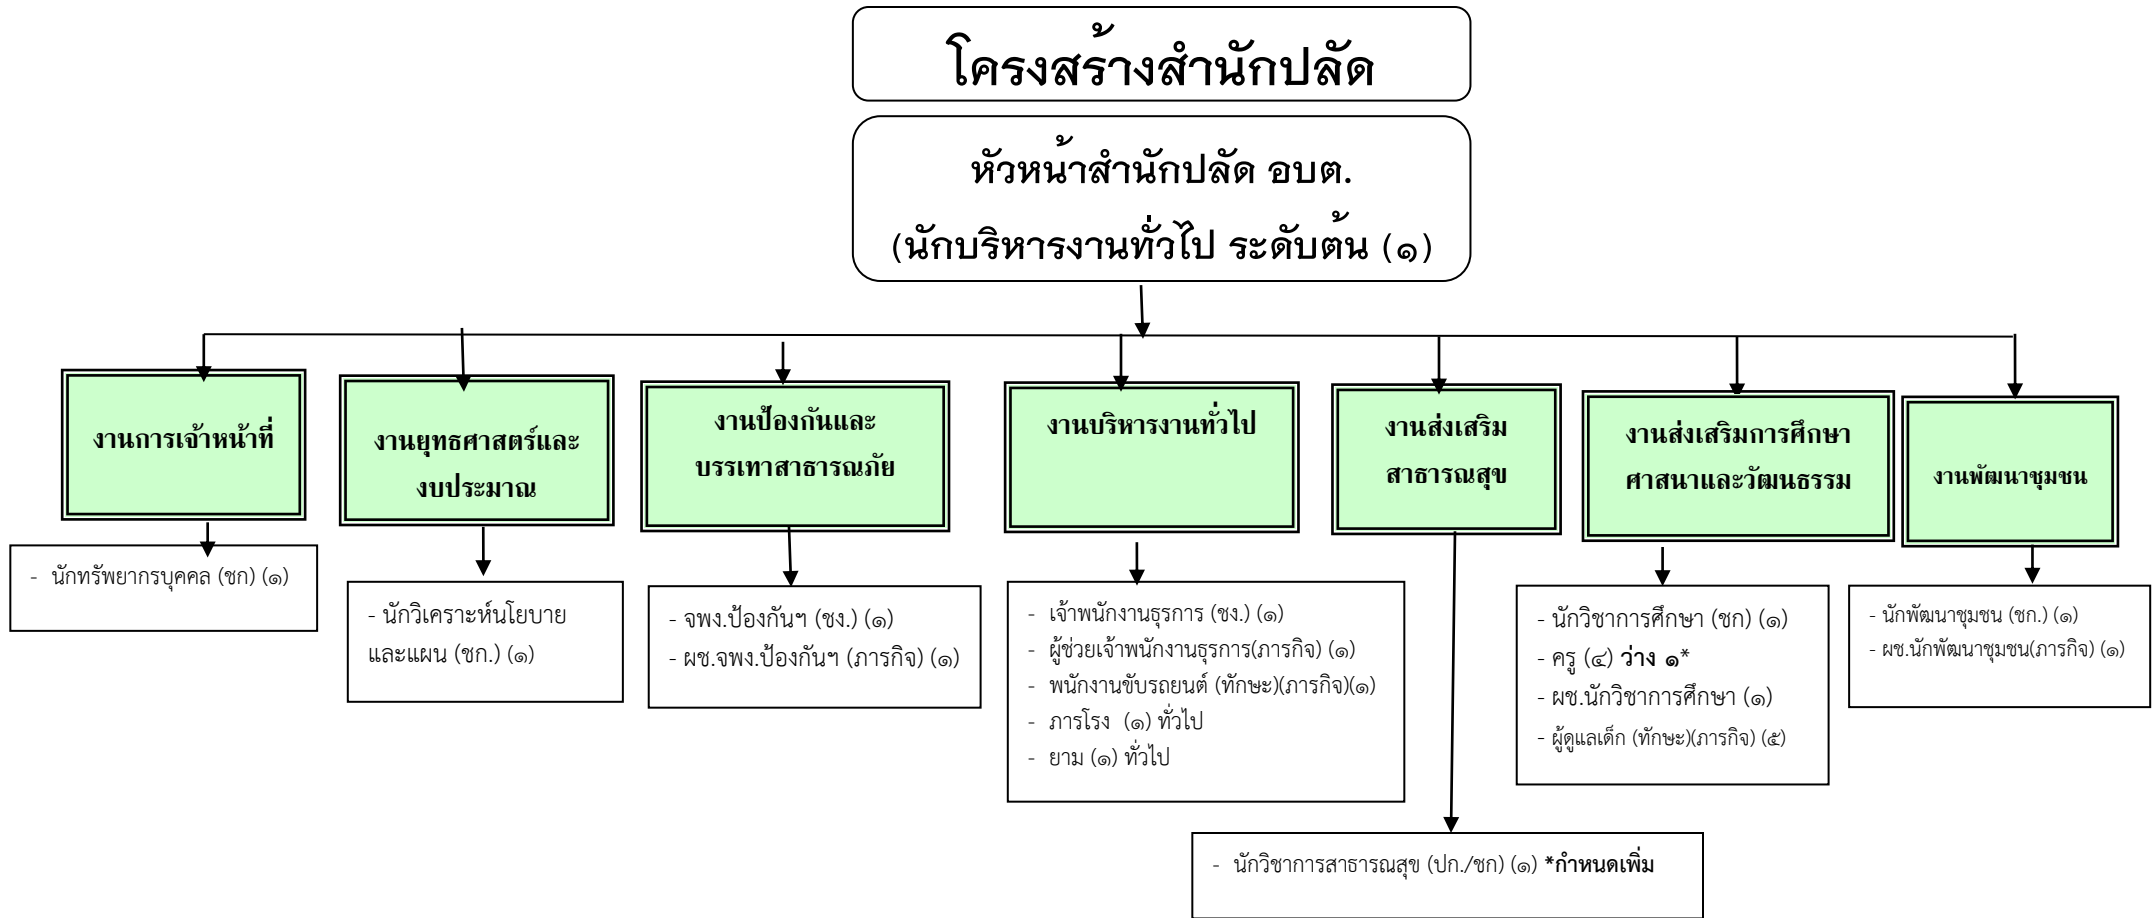 โครงสร้างสำนักปลัด
หัวหน้าสำนักปลัด อบต.
(นักบริหารงานทั่วไป ระดับต้น (๑)
งานการเจ้าหน้าที่
งานยุทธศาสตร์และ
งบประมาณ
งานป้องกันและ
บรรเทาสาธารณภัย
งานบริหารงานทั่วไป
งานส่งเสริม
สาธารณสุข
งานส่งเสริมการศึกษา
ศาสนาและวัฒนธรรม
งานพัฒนาชุมชน
- นักทรัพยากรบุคคล (ชก) (๑)
- นักวิเคราะห์นโยบาย
และแผน (ชก.) (๑)
- จพง.ป้องกันฯ (ชง.) (๑)
- ผช.จพง.ป้องกันฯ (ภารกิจ) (๑)
- เจ้าพนักงานธุรการ (ชง.) (๑)
- ผู้ช่วยเจ้าพนักงานธุรการ(ภารกิจ) (๑)
- พนักงานขับรถยนต์ (ทักษะ)(ภารกิจ)(๑)
- ภารโรง (๑) ทั่วไป
- ยาม (๑) ทั่วไป
- นักวิชาการศึกษา (ชก) (๑)
- ครู (๔) ว่าง ๑*
- ผช.นักวิชาการศึกษา (๑)
- ผู้ดูแลเด็ก (ทักษะ)(ภารกิจ) (๕)
- นักพัฒนาชุมชน (ชก.) (๑)
- ผช.นักพัฒนาชุมชน(ภารกิจ) (๑)
- นักวิชาการสาธารณสุข (ปก./ชก) (๑) *กำหนดเพิ่ม